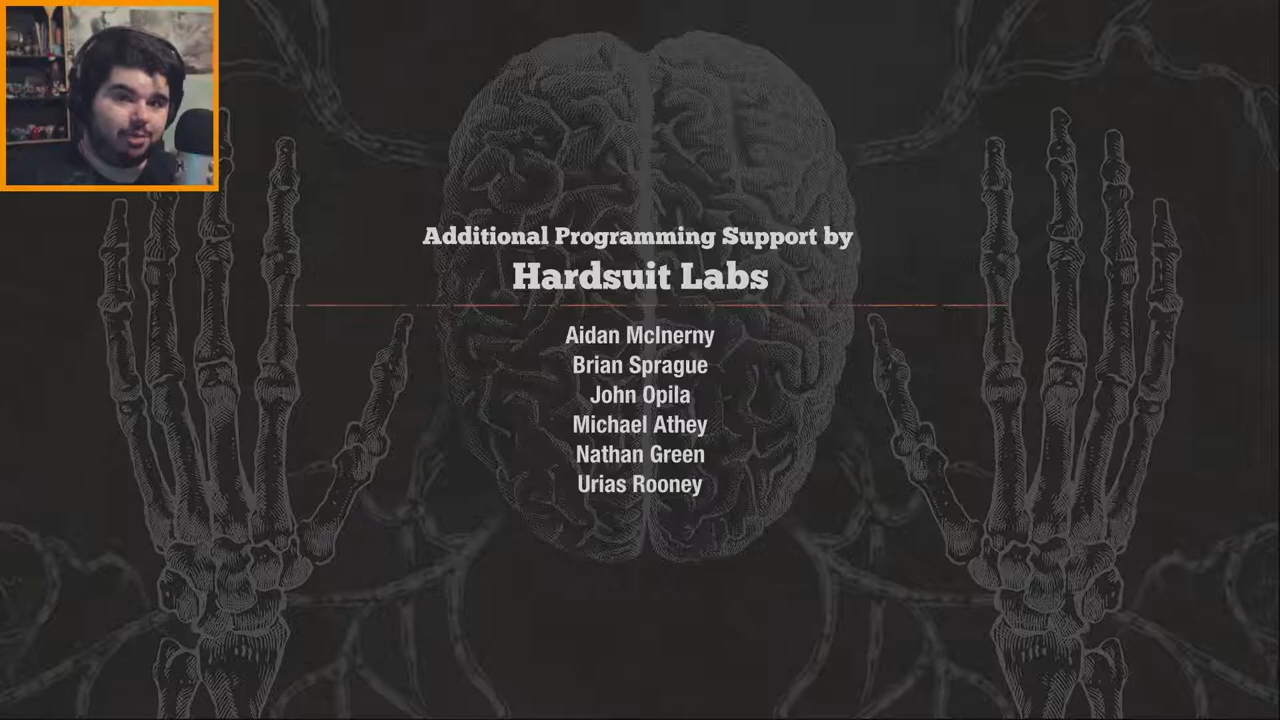 Additional Programming Support by
Hardsuit Labs
Aidan McInerny
Brian Sprague
John Opila
Michael Athey
Nathan Green
Urias Rooney